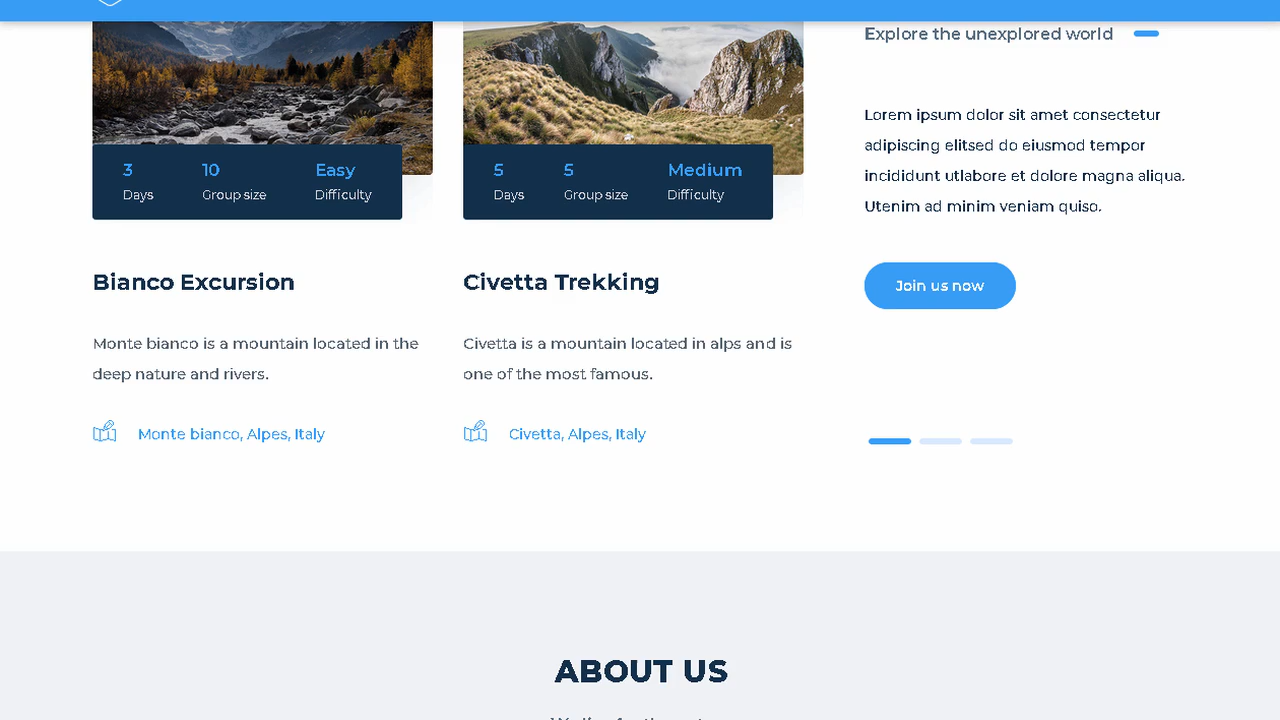 Explore the unexplored world
3 10 Easy
Days Group size Difficulty
5 5 Medium
Days Group size Difficulty
Lorem ipsum dolor sit amet consectetur
adipiscing elitsed do eiusmod tempor
incididunt utlabore et dolore magna aliqua.
Utenim ad minim veniam quiso.
Join us now
Bianco Excursion
Monte bianco is a mountain located in the
deep nature and rivers.
Monte bianco, Alpes, Italy
Civetta Trekking
Civetta is a mountain located in alps and is
one of the most famous.
Civetta, Alpes, Italy
ABOUT US